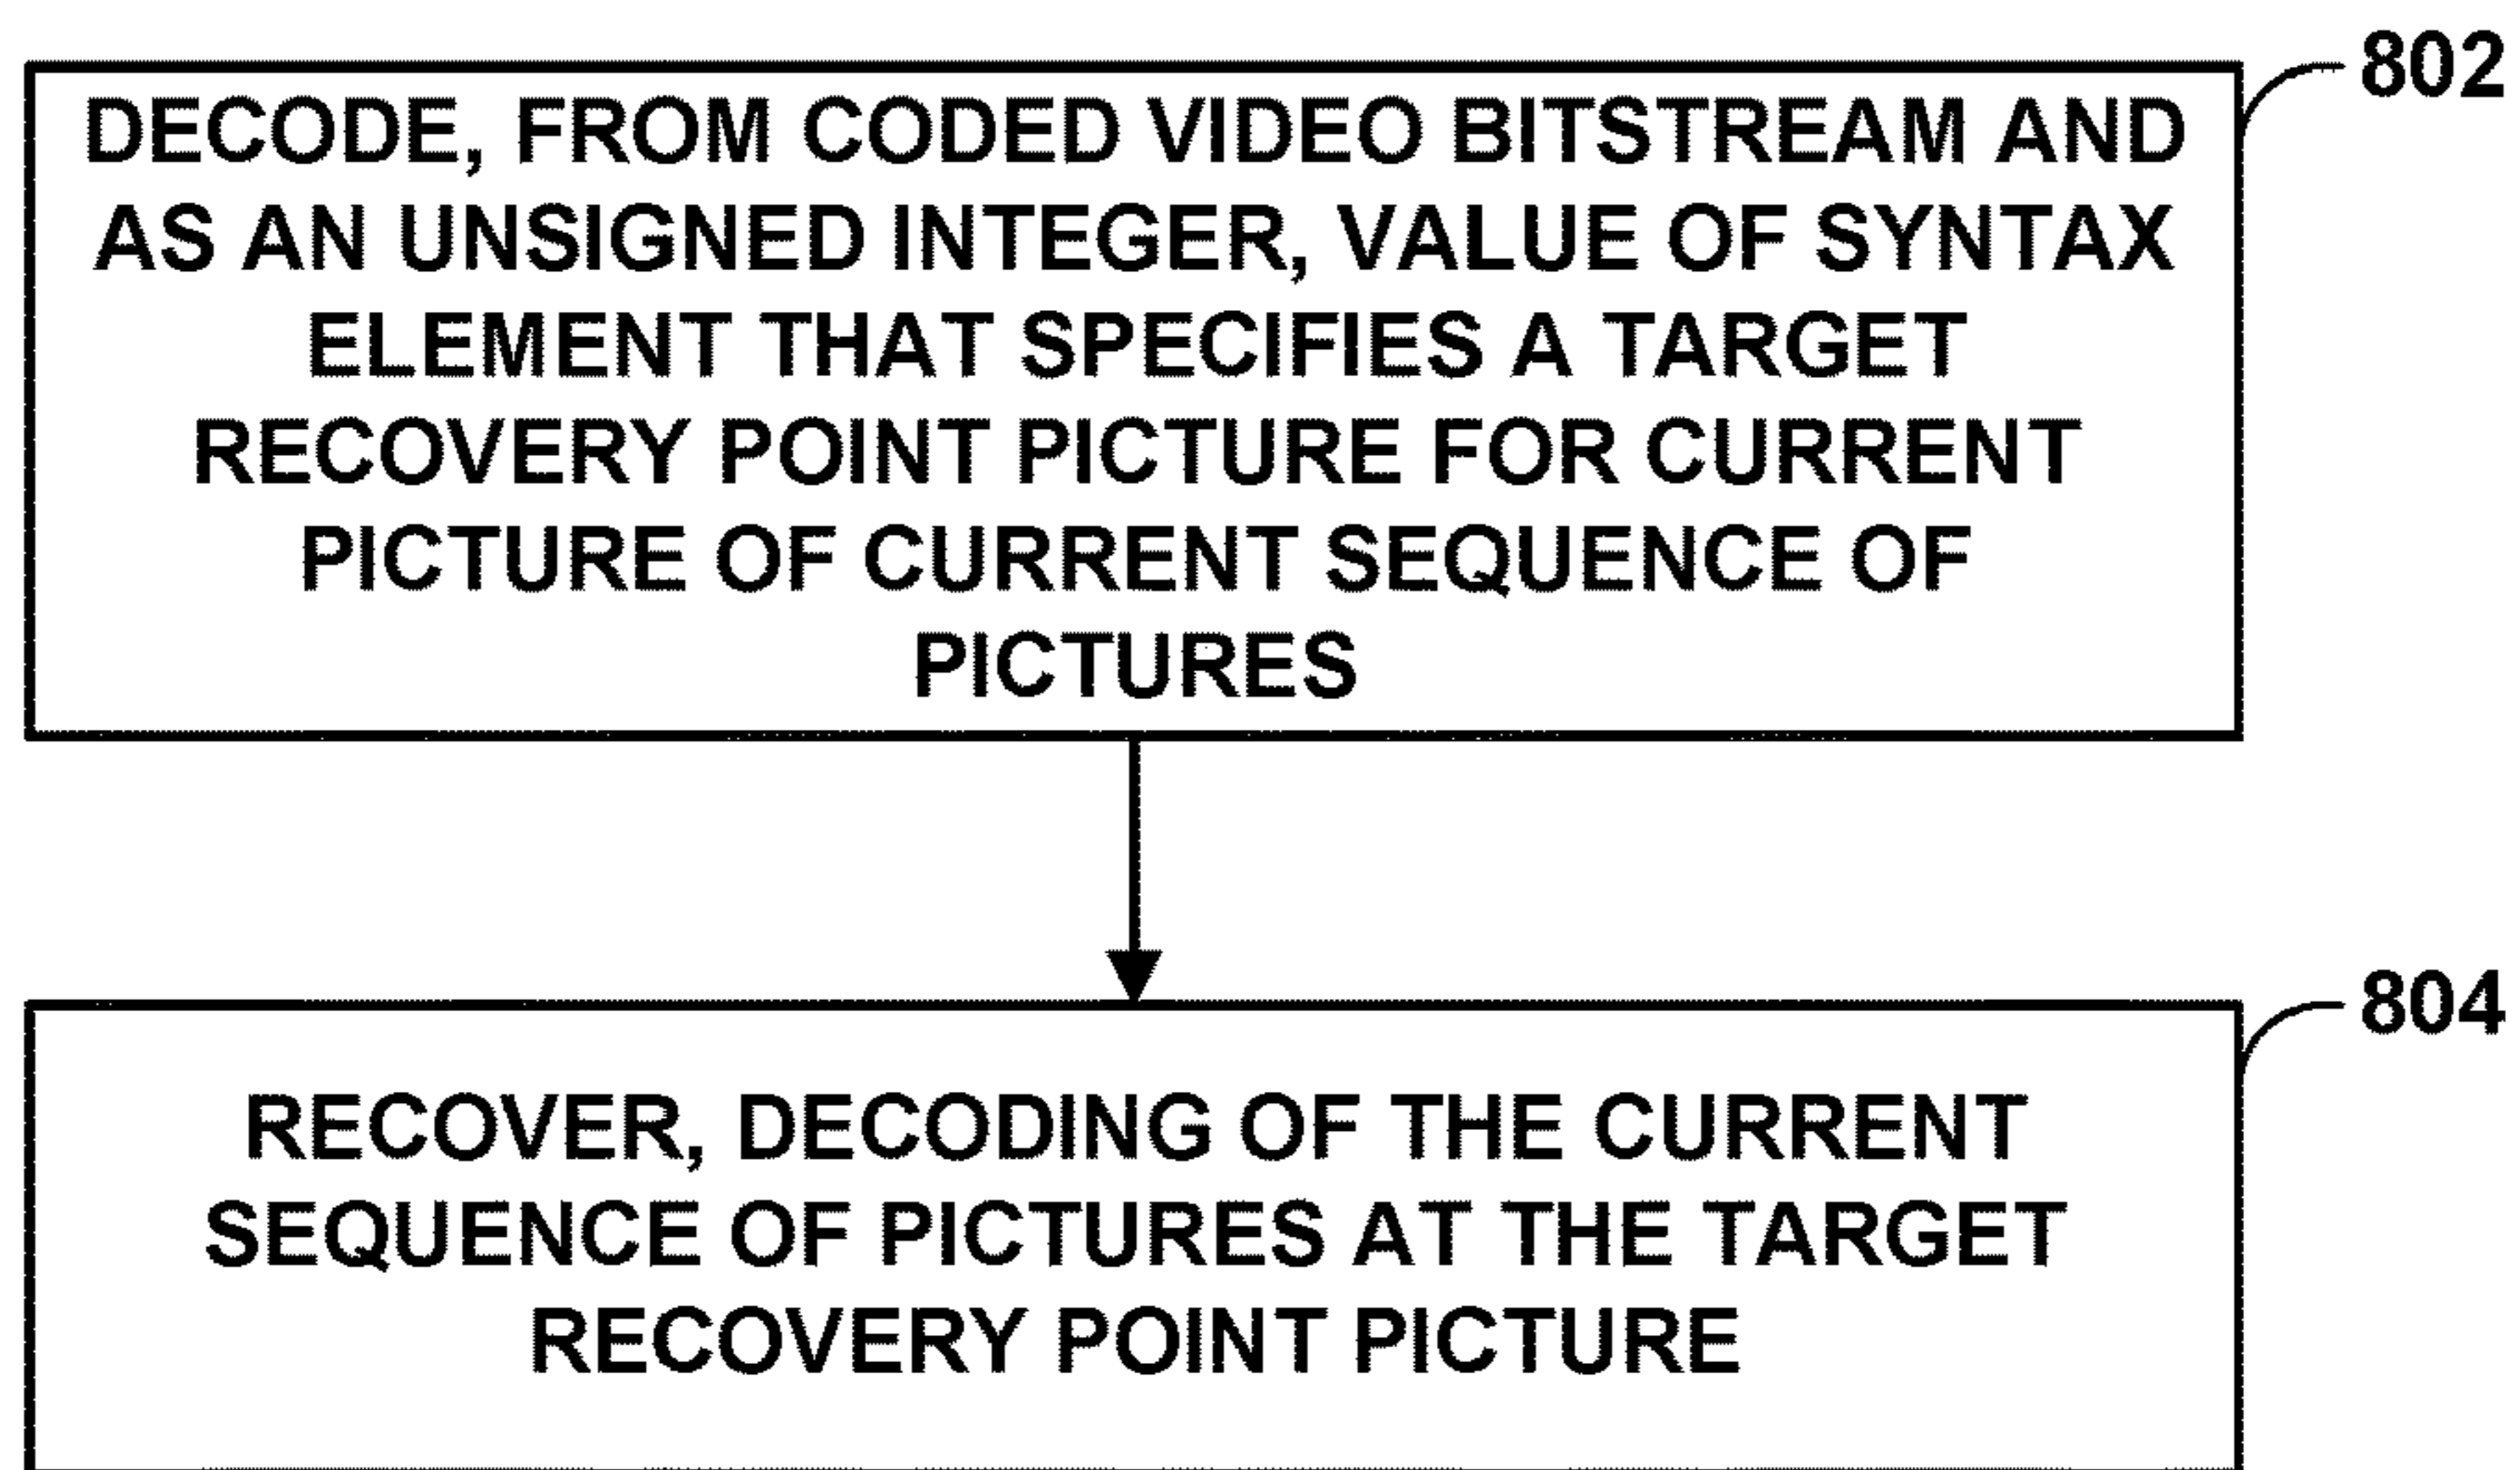 802
DECODE, FROM CODED VIDEO BITSTREAM AND
AS AN UNSIGNED INTEGER, VALUE OF SYNTAX
ELEMENT THAT SPECIFIES A TARGET
RECOVERY POINT PICTURE FOR CURRENT
PICTURE OF CURRENT SEQUENCE OF
PICTURES
804
RECOVER, DECODING OF THE CURRENT
SEQUENCE OF PICTURES AT THE TARGET
RECOVERY POINT PICTURE